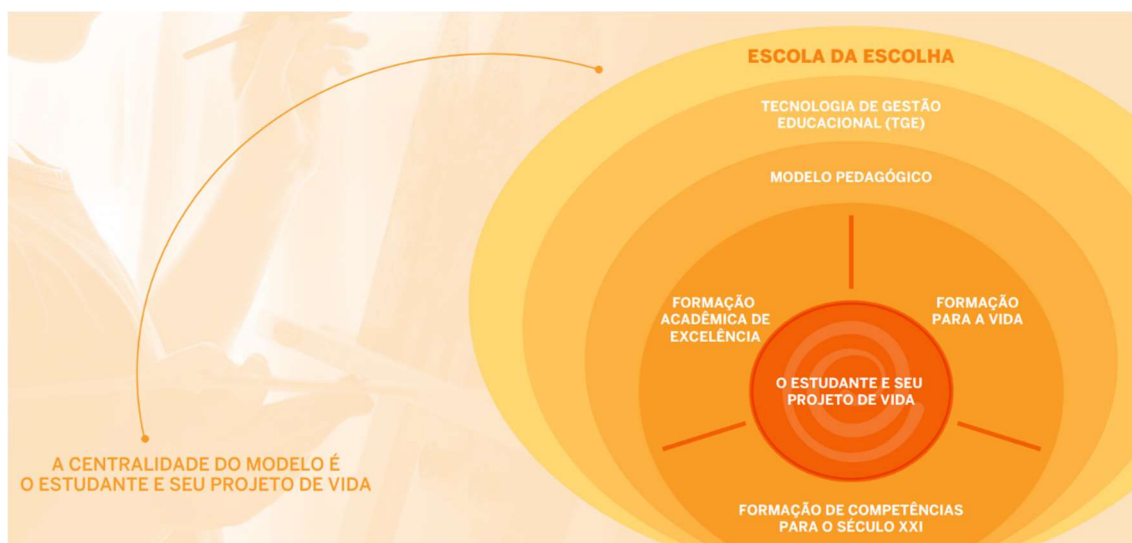 ESCOLA DA ESCOLHA
TECNOLOGIA DE GESTÃO
EDUCACIONAL (TGE)
MODELO PEDAGÓGICO
FORMAÇÃO
ACADÊMICA DE
EXCELÊNCIA
FORMAÇÃO
PARA A VIDA
O ESTUDANTE E SEU
PROJETO DE VIDA
A CENTRALIDADE DO MODELO É
O ESTUDANTE E SEU PROJETO DE VIDA
FORMAÇÃO DE COMPETÊNCIAS
PARA O SÉCULO XXI